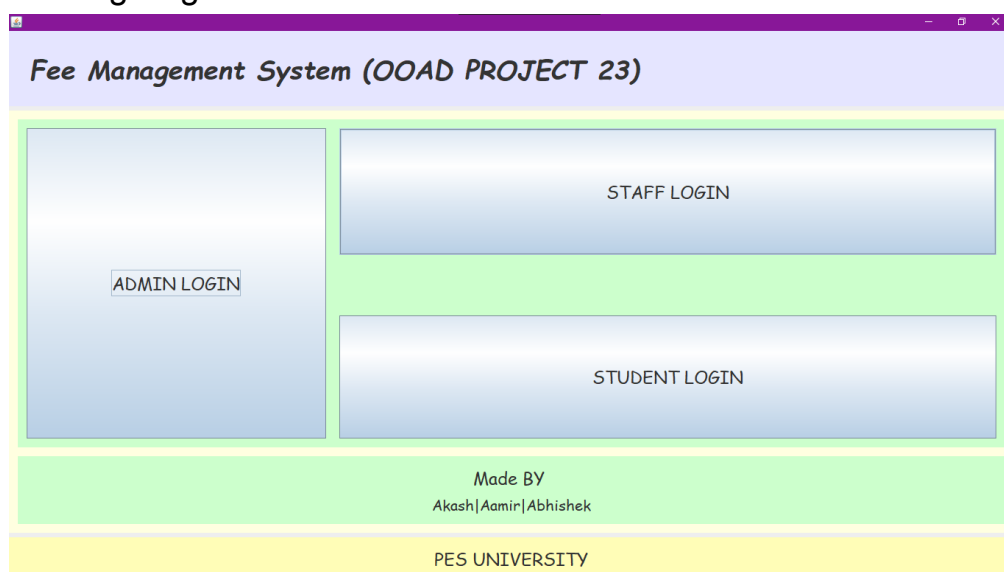 Fee Management System (OOAD PROJECT 23)
ADMIN LOGIN
STAFF LOGIN
STUDENT LOGIN
Made BY
Akash|Aamir|Abhishek
PES UNIVERSITY